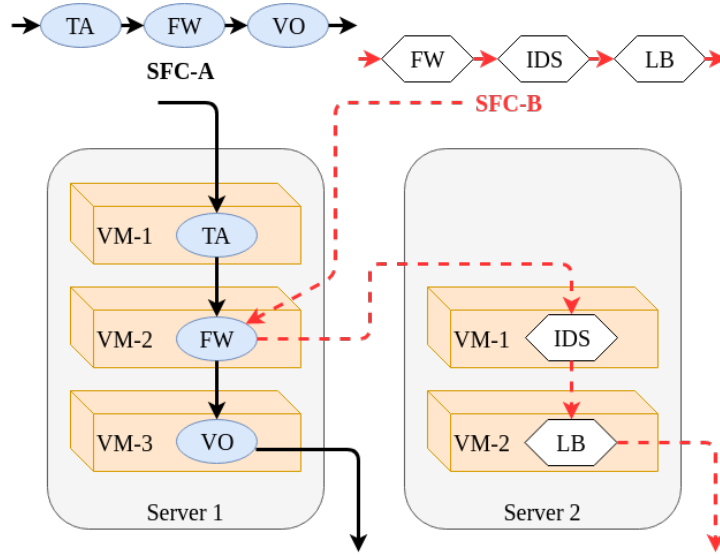 TA FW VO
SFC-A
FW IDS LB
SFC-B
VM-1 TA
VM-2 FW
VM-3 VO
Server 1
VM-1 IDS
VM-2 LB
Server 2